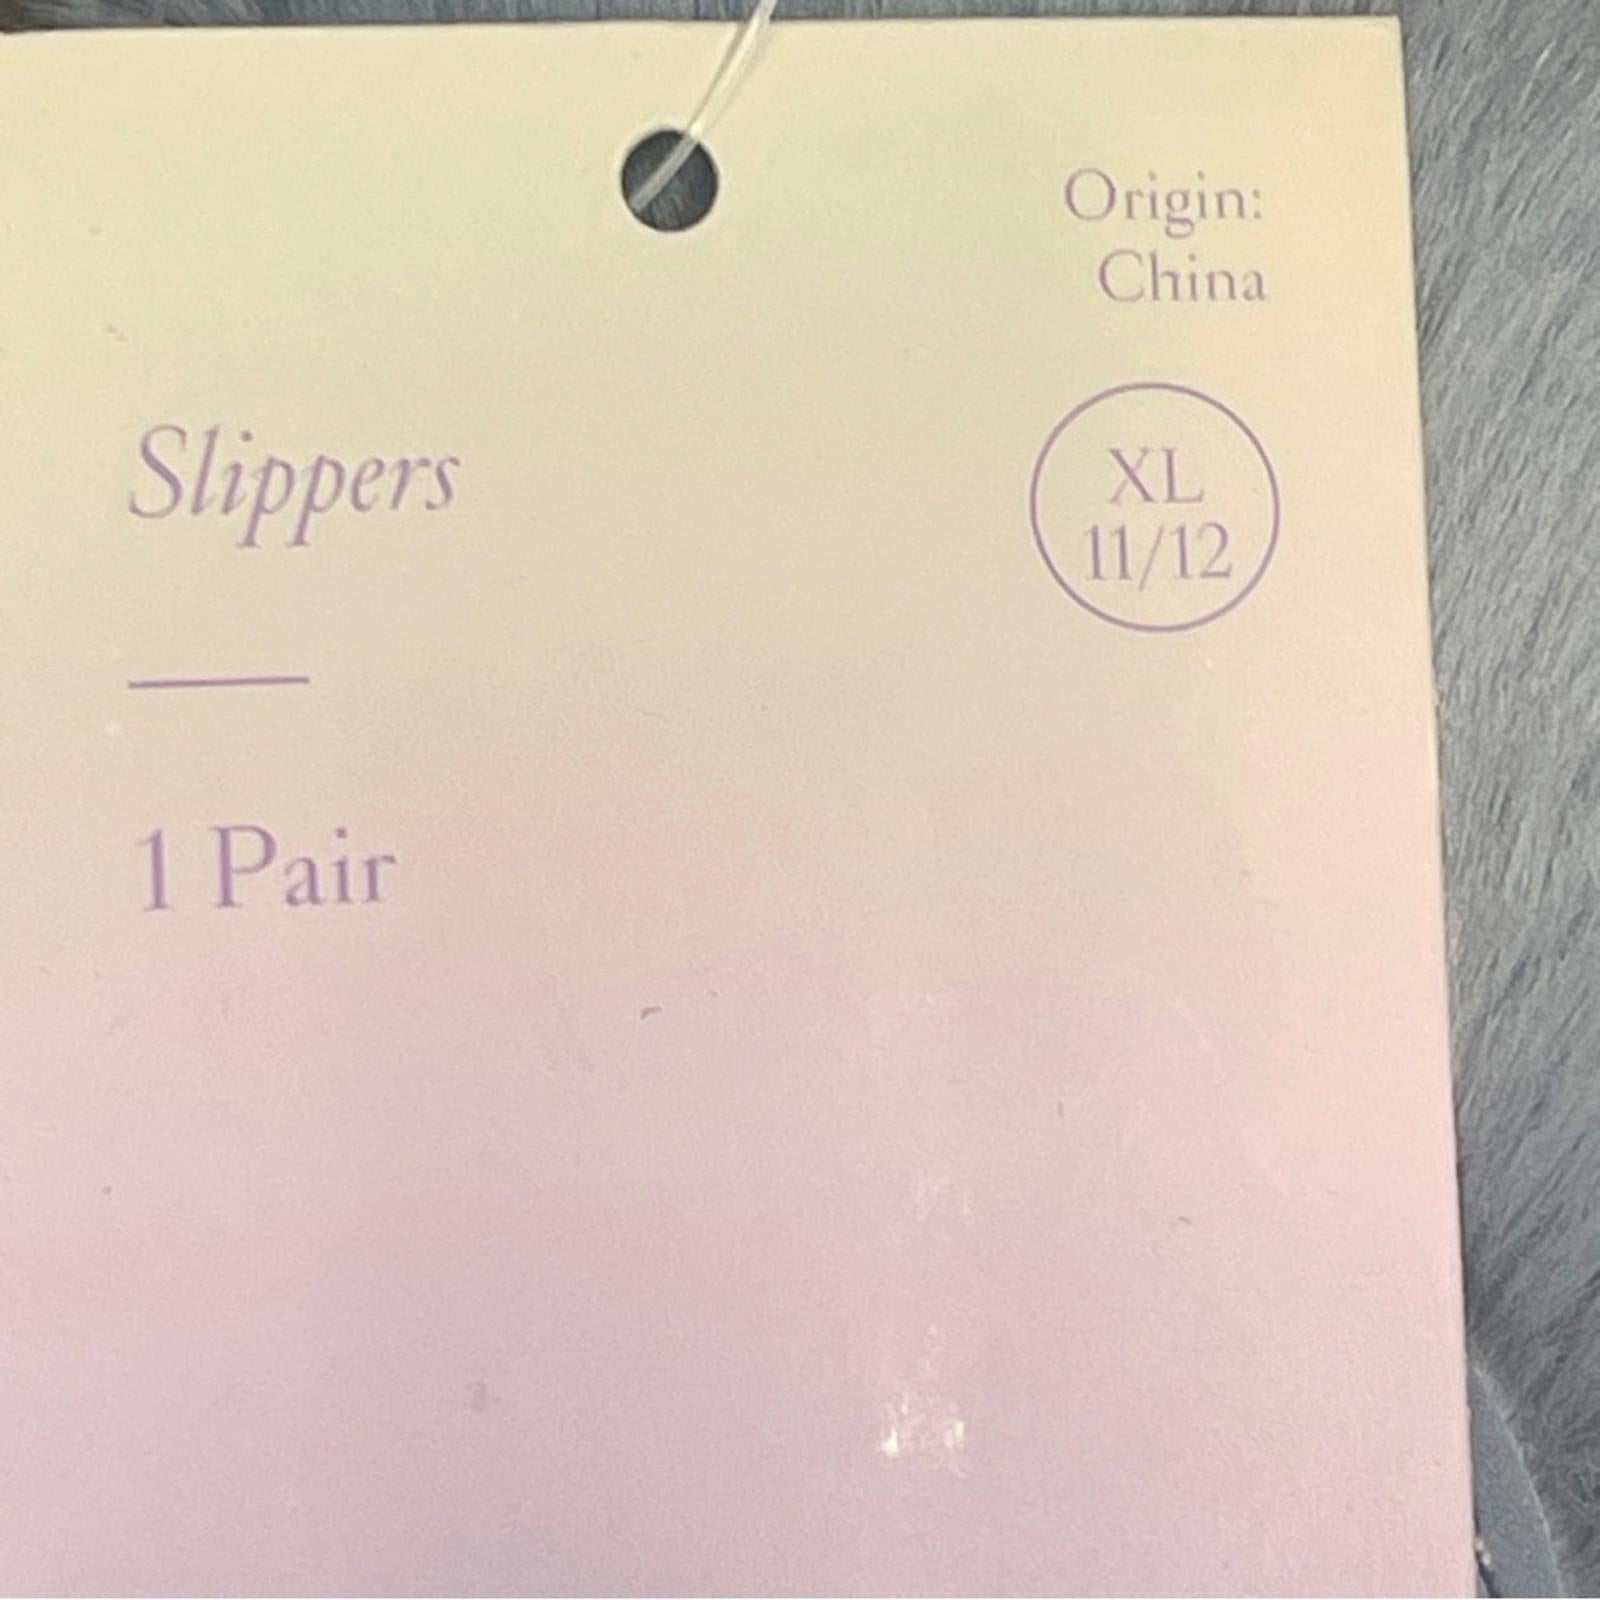 Origin:
China
Slippers
XL
11/12
1 Pair